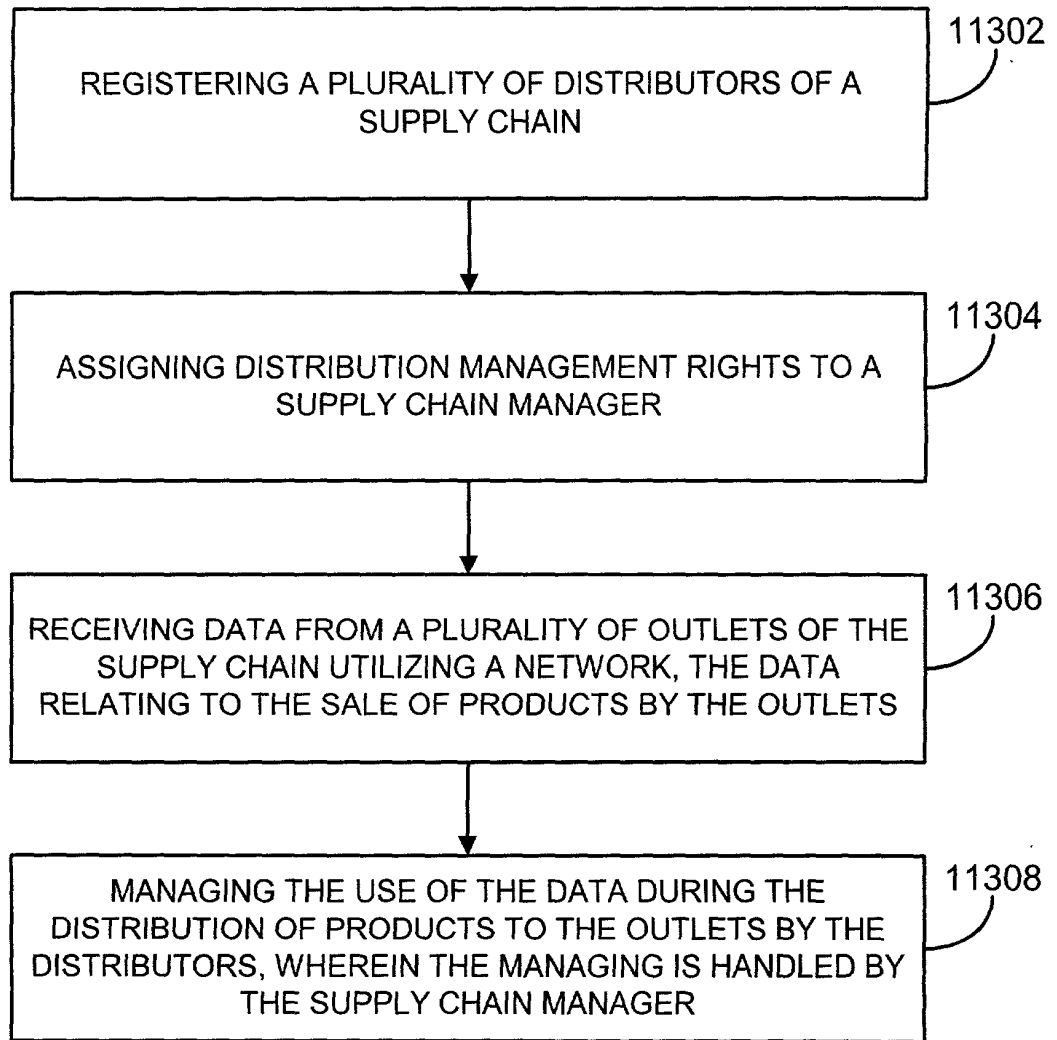 11302
REGISTERING A PLURALITY OF DISTRIBUTORS OF A
SUPPLY CHAIN
11304
ASSIGNING DISTRIBUTION MANAGEMENT RIGHTS TO A
SUPPLY CHAIN MANAGER
11306
RECEIVING DATA FROM A PLURALITY OF OUTLETS OF THE
SUPPLY CHAIN UTILIZING A NETWORK, THE DATA
RELATING TO THE SALE OF PRODUCTS BY THE OUTLETS
11308
MANAGING THE USE OF THE DATA DURING THE
DISTRIBUTION OF PRODUCTS TO THE OUTLETS BY THE
DISTRIBUTORS, WHEREIN THE MANAGING IS HANDLED BY
THE SUPPLY CHAIN MANAGER